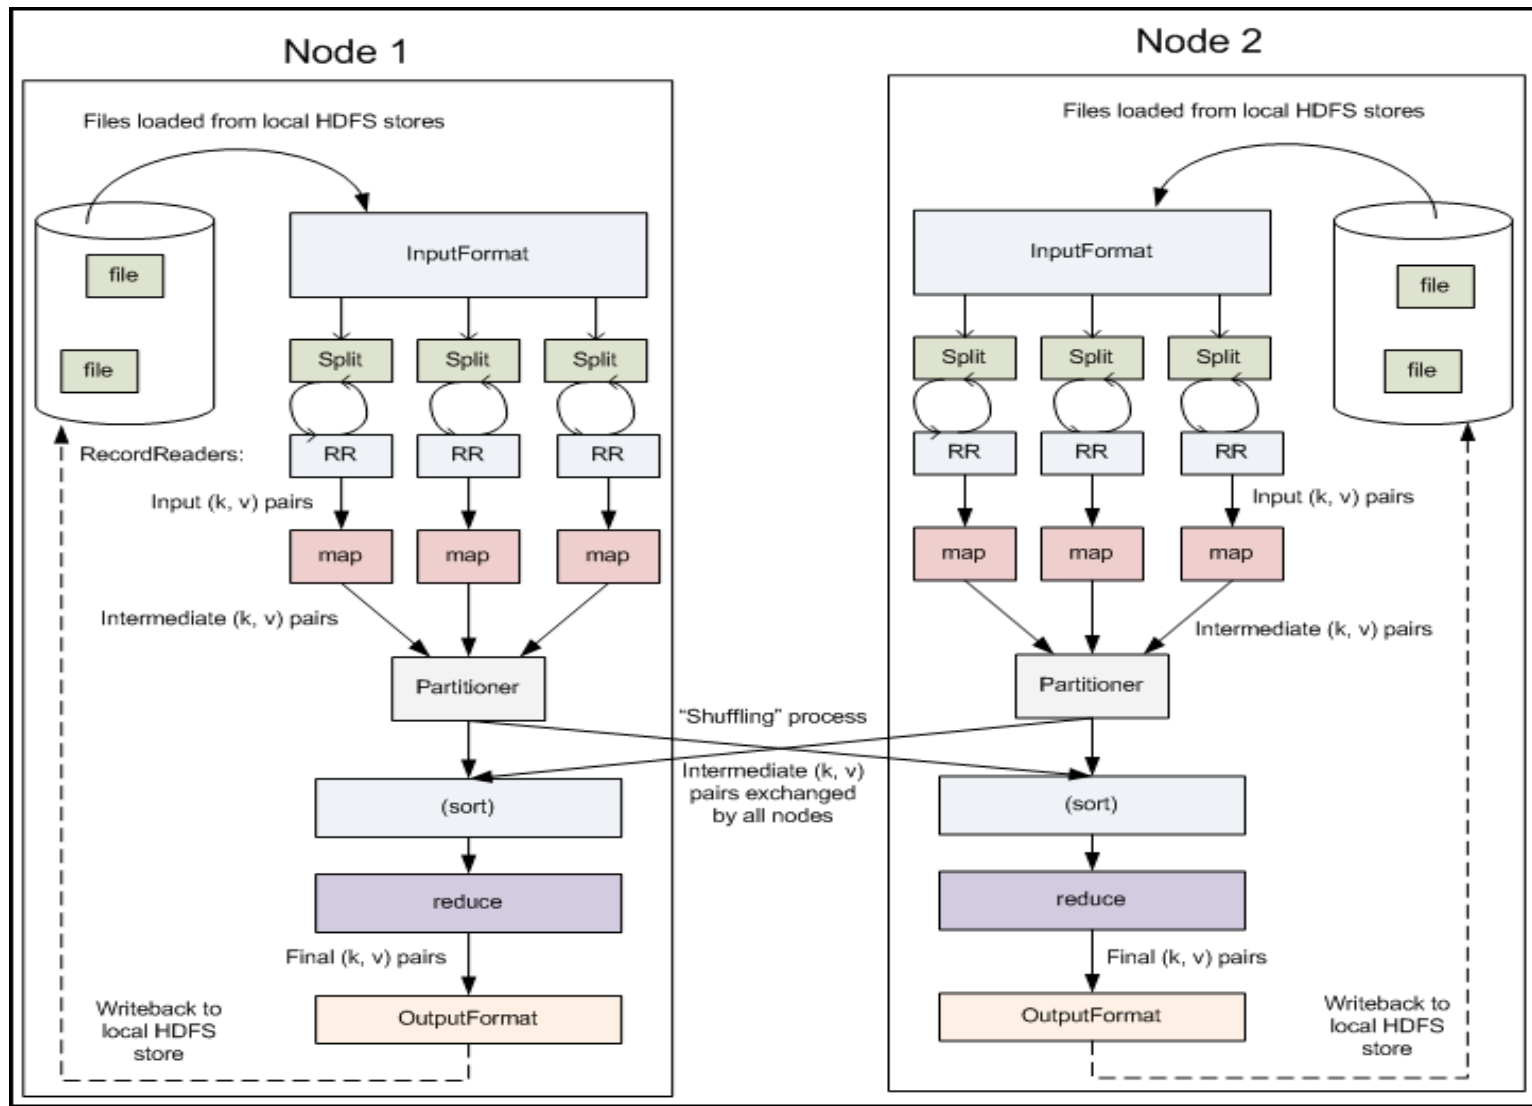 Node 1
Files loaded from local HDFS stores
InputFormat
file
file
Split Split Split
RecordReaders:
RR RR RR
Input (k, v) pairs
map map map
Intermediate (k, v) pairs
Partitioner
(sort)
reduce
Final (k, v) pairs
OutputFormat
Writeback to
local HDFS
store
"Shuffling" process
Intermediate (k, v)
pairs exchanged
by all nodes
Node 2
Files loaded from local HDFS stores
InputFormat
file
file
Split Split Split
RR RR RR
Input (k, v) pairs
map map map
Intermediate (k, v) pairs
Partitioner
(sort)
reduce
Final (k, v) pairs
OutputFormat
Writeback to
local HDFS
store